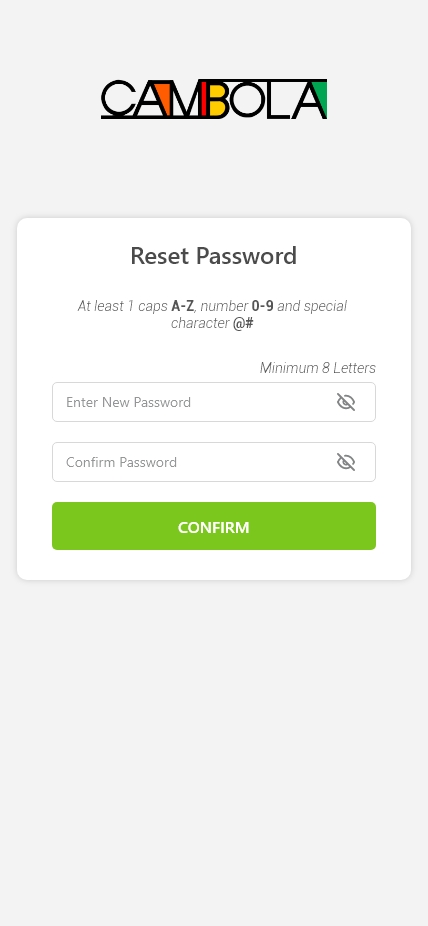 CAMBOLA
Reset Password
At least 1 caps A-Z, number 0-9 and special
character @#
Minimum 8 Letters
Enter New Password
Confirm Password
CONFIRM